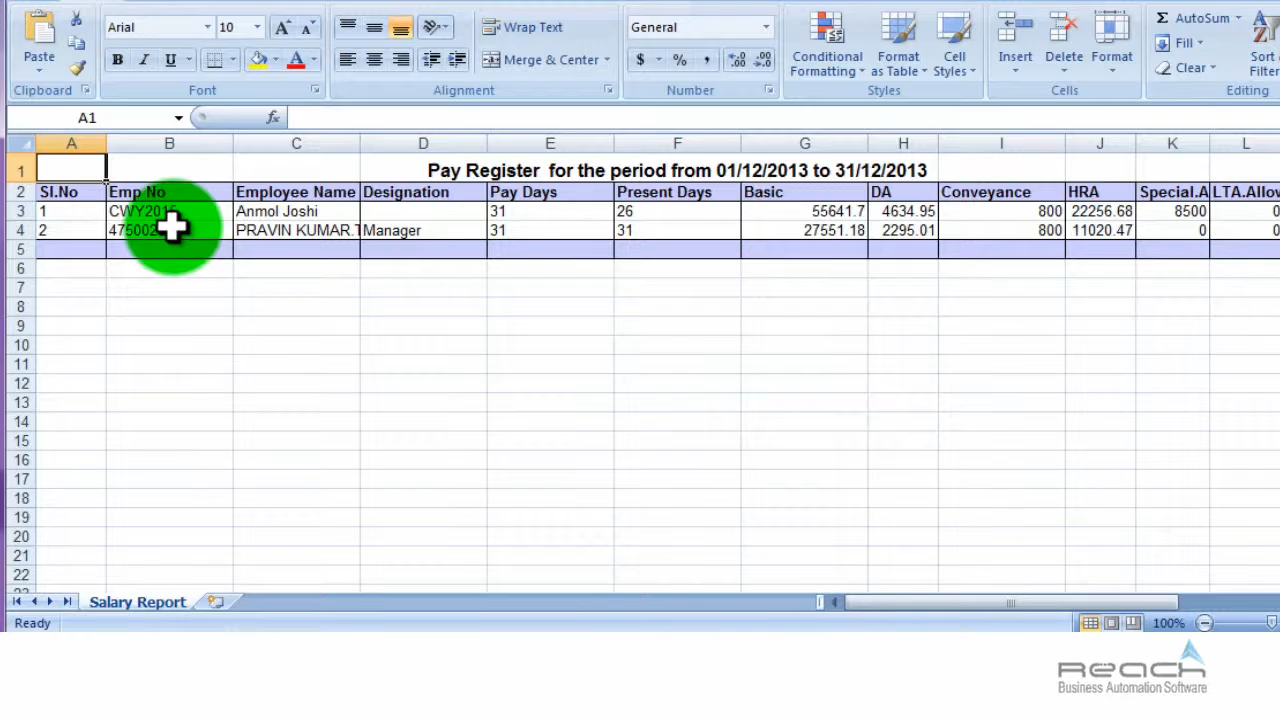 Arial 10 Wrap Text General AutoSum
Paste B I U Merge & Center $ % , Conditional Formatting as Table Format Cell Styles Insert Delete Format Fill Clear Sort Filter
Clipboard Font Alignment Number Styles Cells Editing
A1 fx
A B C D E F G H I J K L
1 Pay Register for the period from 01/12/2013 to 31/12/2013
2 Sl.No Emp No Employee Name Designation Pay Days Present Days Basic DA Conveyance HRA Special.A LTA.Allow
3 1 Anmol Joshi 31 26 55641.7 4634.95 800 22256.68 8500 0
4 2 PRAVIN KUMAR.T Manager 31 31 27551.18 2295.01 800 11020.47 0 0
5
6
7
8
9
10
11
12
13
14
15
16
17
18
19
20
21
22
Salary Report
Ready 100%
Reach
Business Automation Software